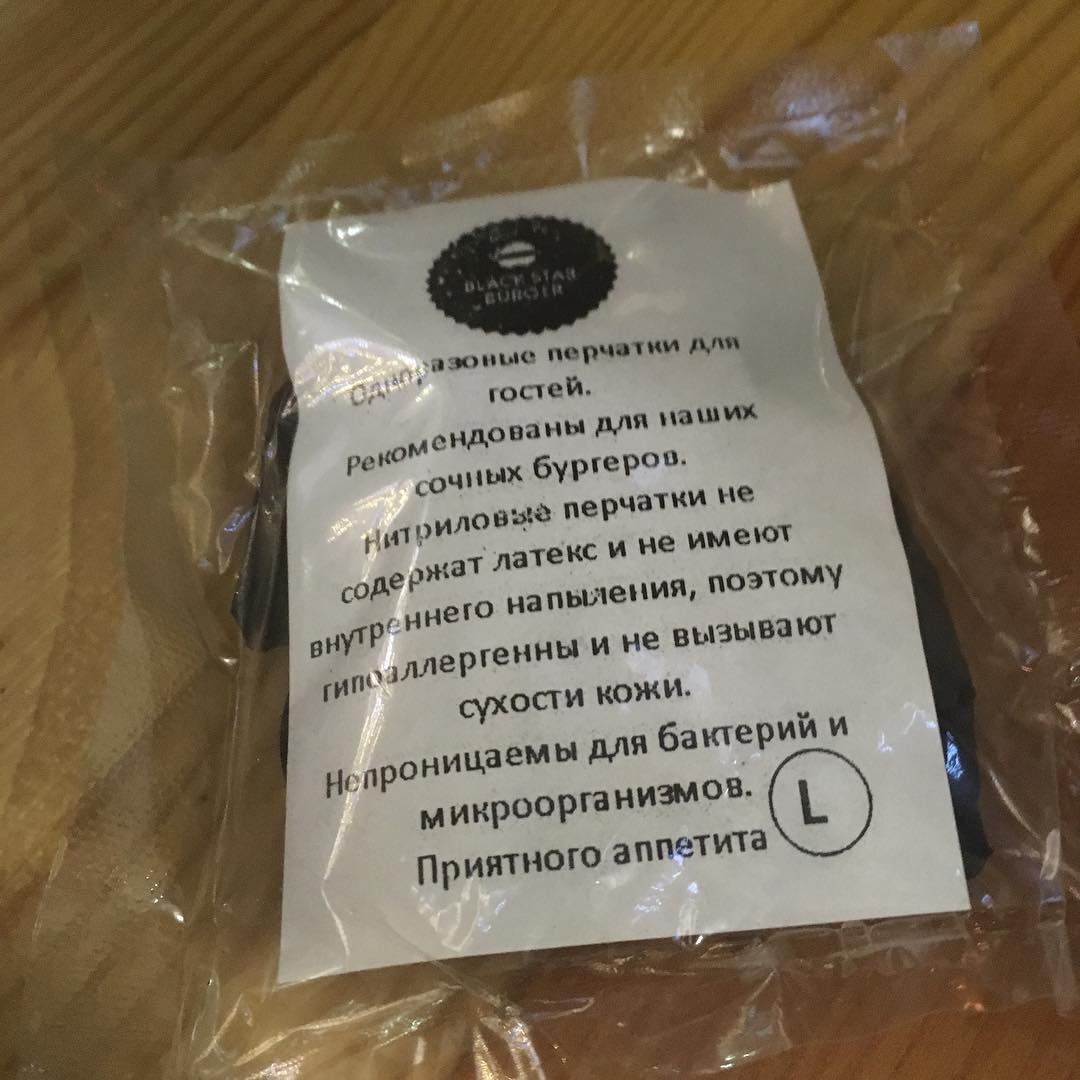 BLACK STAR
BURGER
Одноразовые перчатки для
гостей.
Рекомендованы для наших
сочных бургеров.
Нитриловые перчатки не
содержат латекс и не имеют
внутреннего напыления, поэтому
гипоаллергенны и не вызывают
сухости кожи.
Непроницаемы для бактерий и
микроорганизмов.
Приятного аппетита
L